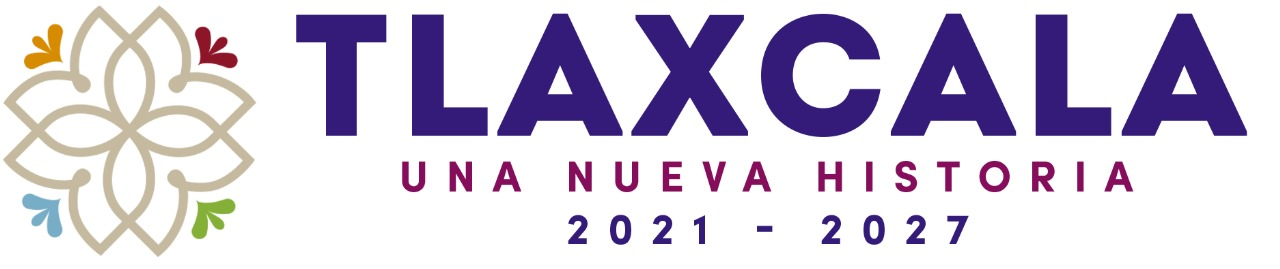 TLAXCALA
UNA NUEVA HISTORIA
2021 - 2027